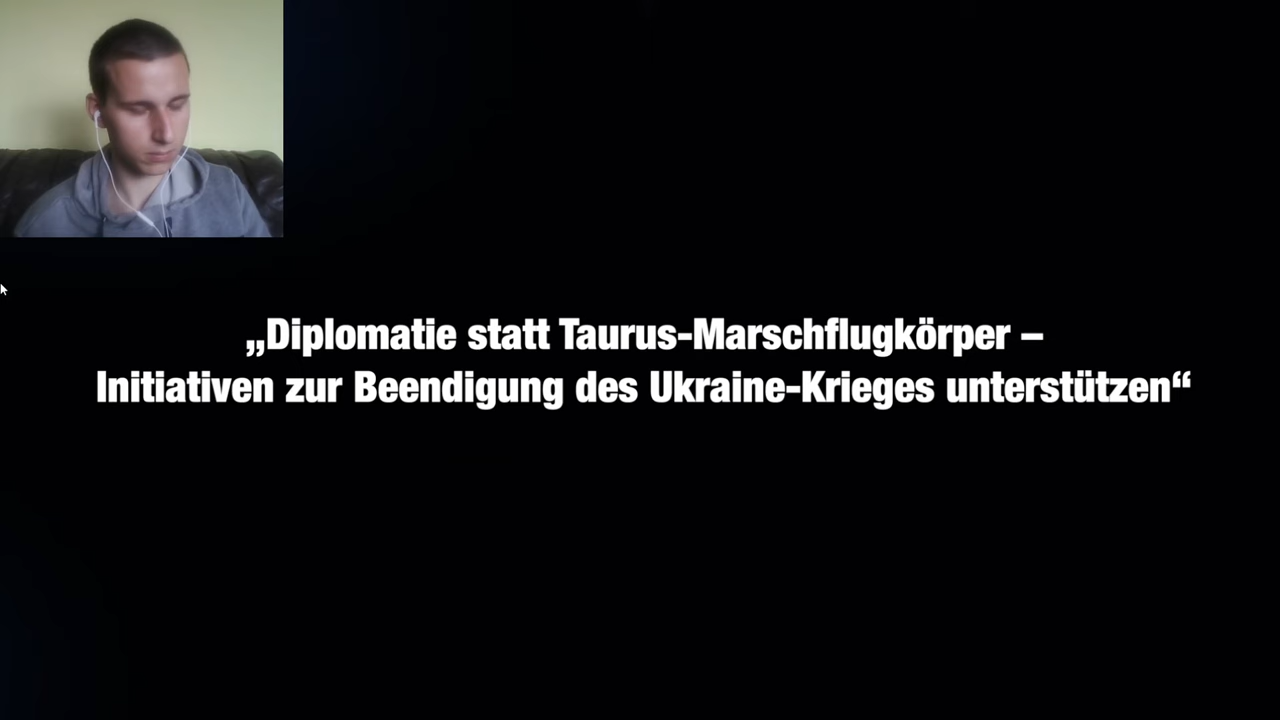 „Diplomatie statt Taurus-Marschflugkörper –
Initiativen zur Beendigung des Ukraine-Krieges unterstützen“